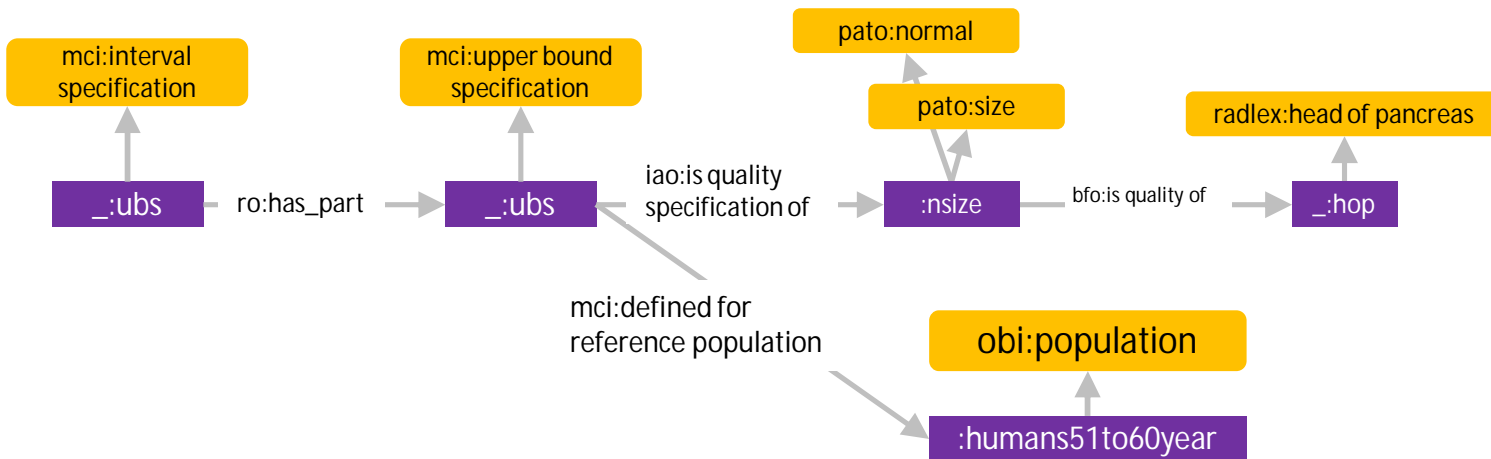 pato:normal
mci:interval
specification
mci:upper bound
specification
pato:size
radlex:head of pancreas
_:ubs
ro:has_part
_:ubs
iao:is quality
specification of
:nsize
bfo:is quality of
_:hop
mci:defined for
reference population
obi:population
:humans51to60year